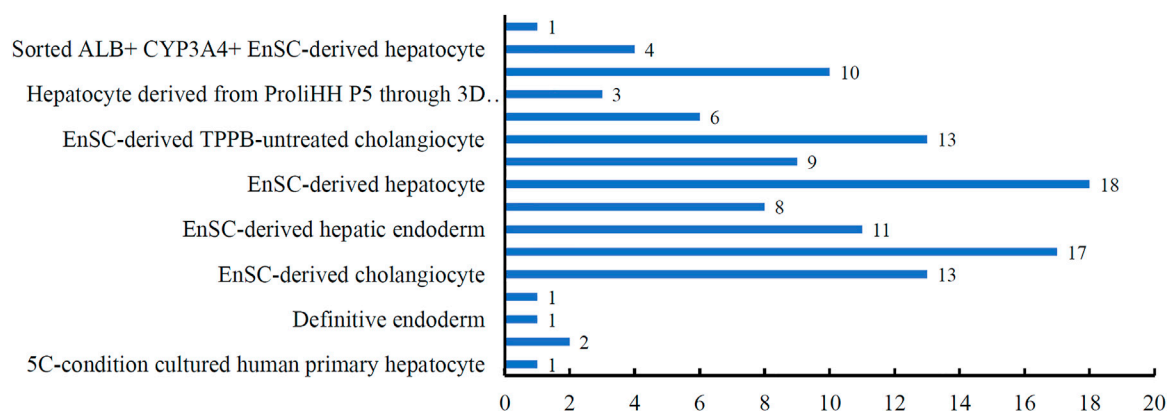 1
Sorted ALB+ CYP3A4+ EnSC-derived hepatocyte 4
10
Hepatocyte derived from ProliHH P5 through 3D.. 3
6
EnSC-derived TPPB-untreated cholangiocyte 13
9
EnSC-derived hepatocyte 18
8
EnSC-derived hepatic endoderm 11
17
EnSC-derived cholangiocyte 13
1
Definitive endoderm 1
2
5C-condition cultured human primary hepatocyte 1
0 2 4 6 8 10 12 14 16 18 20